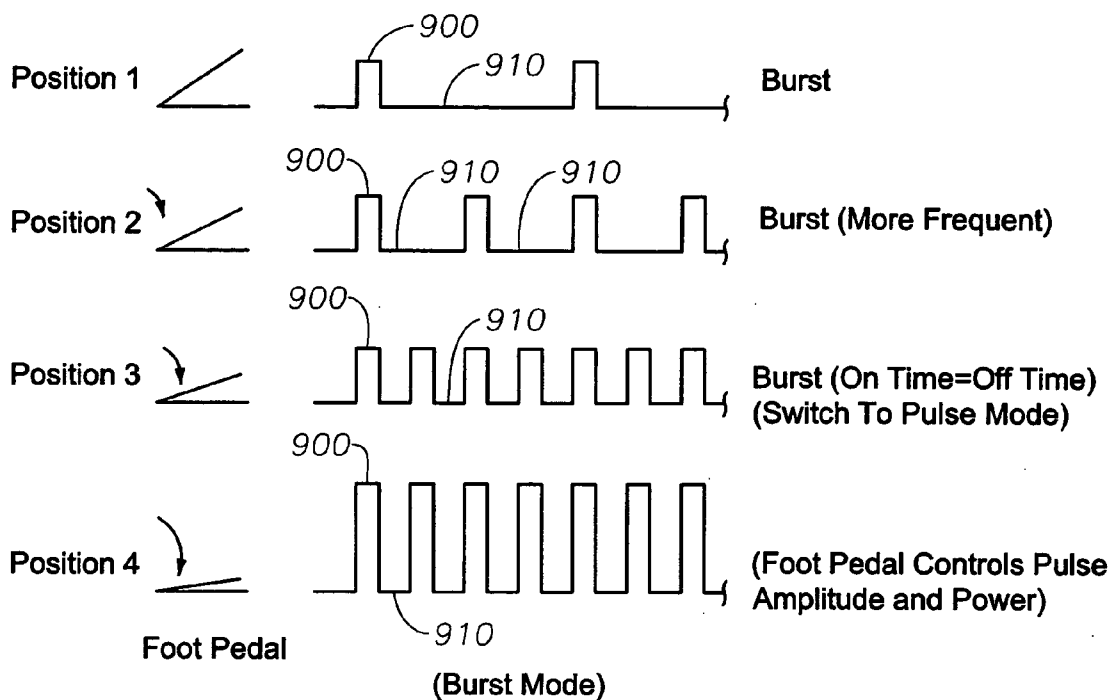 900
Position 1
910
Burst
900
910
910
Position 2
Burst (More Frequent)
900
910
Position 3
Burst (On Time=Off Time)
(Switch To Pulse Mode)
900
Position 4
(Foot Pedal Controls Pulse
Amplitude and Power)
910
Foot Pedal
(Burst Mode)